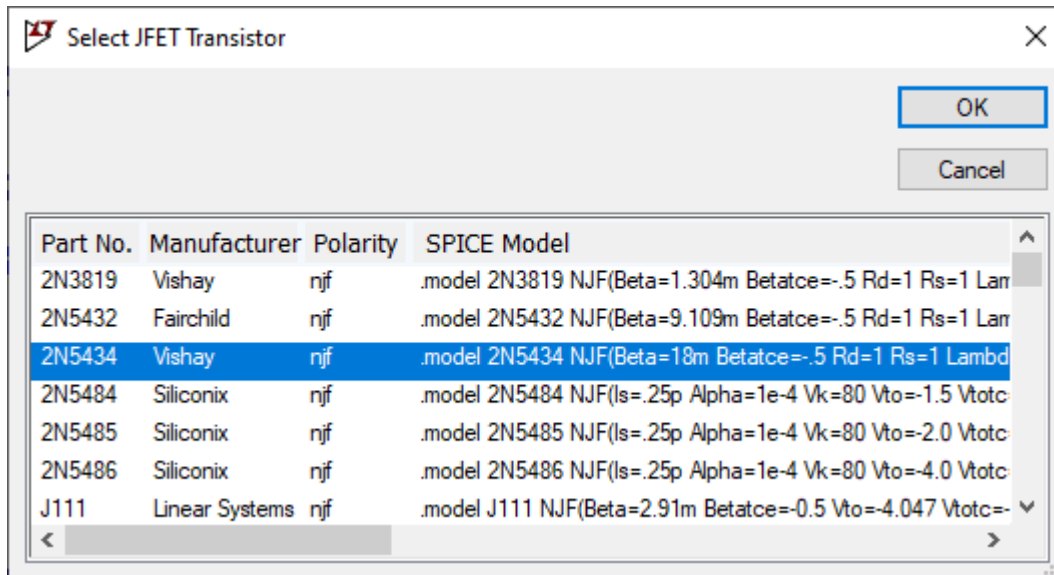 Select JFET Transistor
OK
Cancel
Part No. Manufacturer Polarity SPICE Model
2N3819 Vishay njf .model 2N3819 NJF(Beta=1.304m Betatce=-.5 Rd=1 Rs=1 Lam
2N5432 Fairchild njf .model 2N5432 NJF(Beta=9.109m Betatce=-.5 Rd=1 Rs=1 Lam
2N5434 Vishay njf .model 2N5434 NJF(Beta=18m Betatce=-.5 Rd=1 Rs=1 Lambd
2N5484 Siliconix njf .model 2N5484 NJF(Is=.25p Alpha=1e-4 Vk=80 Vto=-1.5 Vtotc=
2N5485 Siliconix njf .model 2N5485 NJF(Is=.25p Alpha=1e-4 Vk=80 Vto=-2.0 Vtotc=
2N5486 Siliconix njf .model 2N5486 NJF(Is=.25p Alpha=1e-4 Vk=80 Vto=-4.0 Vtotc=
J111 Linear Systems njf .model J111 NJF(Beta=2.91m Betatce=-0.5 Vto=-4.047 Vtotc=-